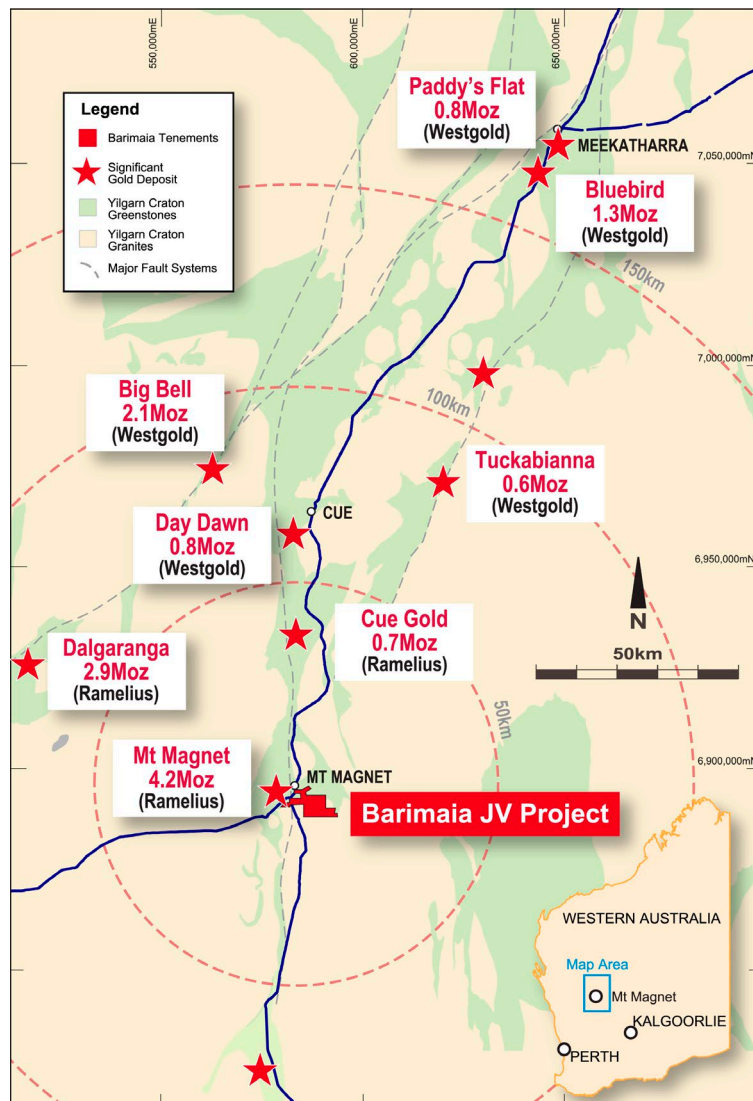 550,000mE
600,000mE
650,000mE
Legend
Barimaia Tenements
Significant
Gold Deposit
Yilgarn Craton
Greenstones
Yilgarn Craton
Granites
Major Fault Systems
Paddy's Flat
0.8Moz
(Westgold)
MEEKATHARRA
7,050,000mN
Bluebird
1.3Moz
(Westgold)
150km
7,000,000mN
Big Bell
2.1Moz
(Westgold)
100km
Tuckabianna
0.6Moz
(Westgold)
CUE
Day Dawn
0.8Moz
(Westgold)
6,950,000mN
N
50km
Cue Gold
0.7Moz
(Ramelius)
Dalgaranga
2.9Moz
(Ramelius)
50km
Mt Magnet
4.2Moz
(Ramelius)
MT MAGNET
6,900,000mN
Barimaia JV Project
WESTERN AUSTRALIA
Map Area
Mt Magnet
KALGOORLIE
PERTH